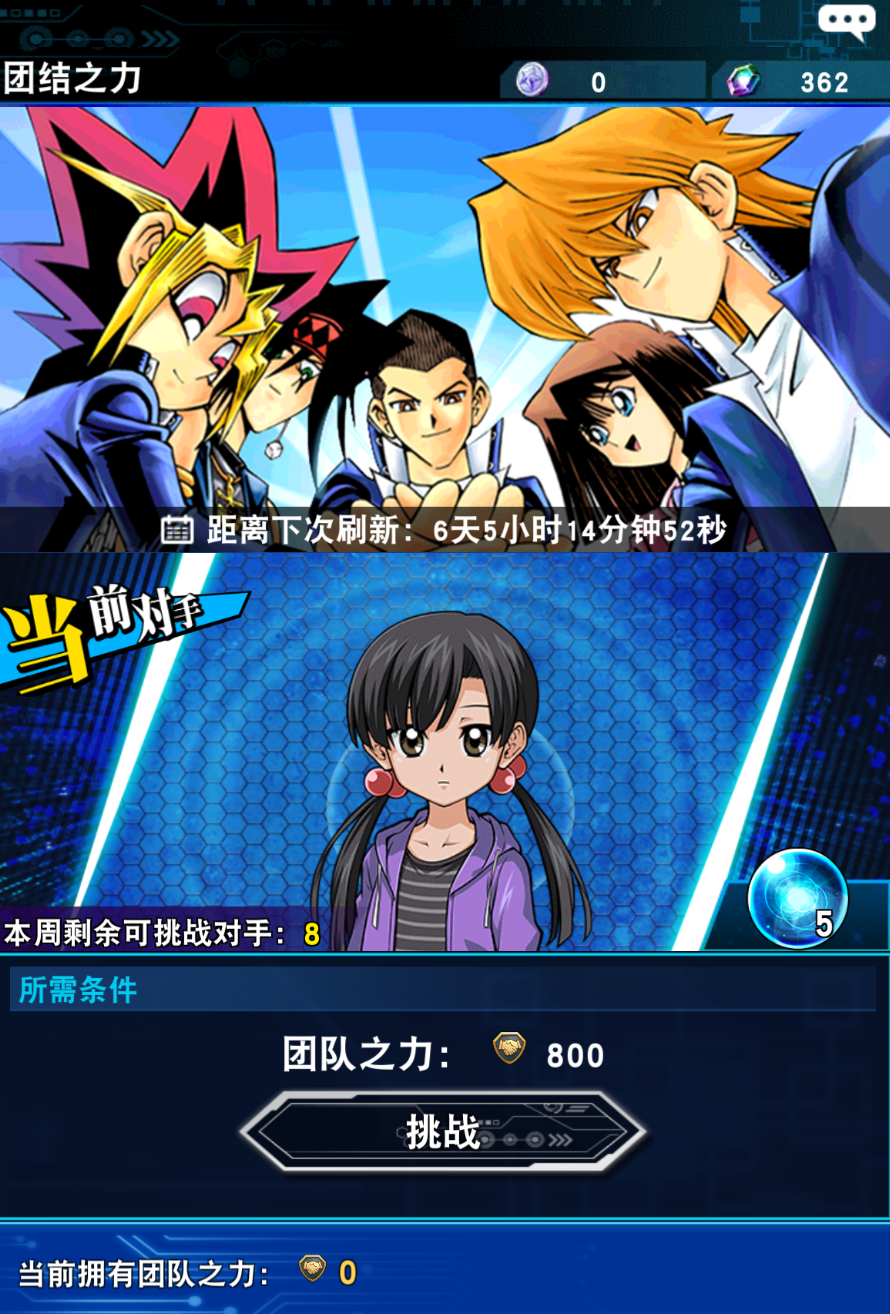 团结之力
0
362
距离下次刷新：6天5小时14分钟52秒
当前对手
本周剩余可挑战对手：8
5
所需条件
团队之力：800
挑战
当前拥有团队之力：0